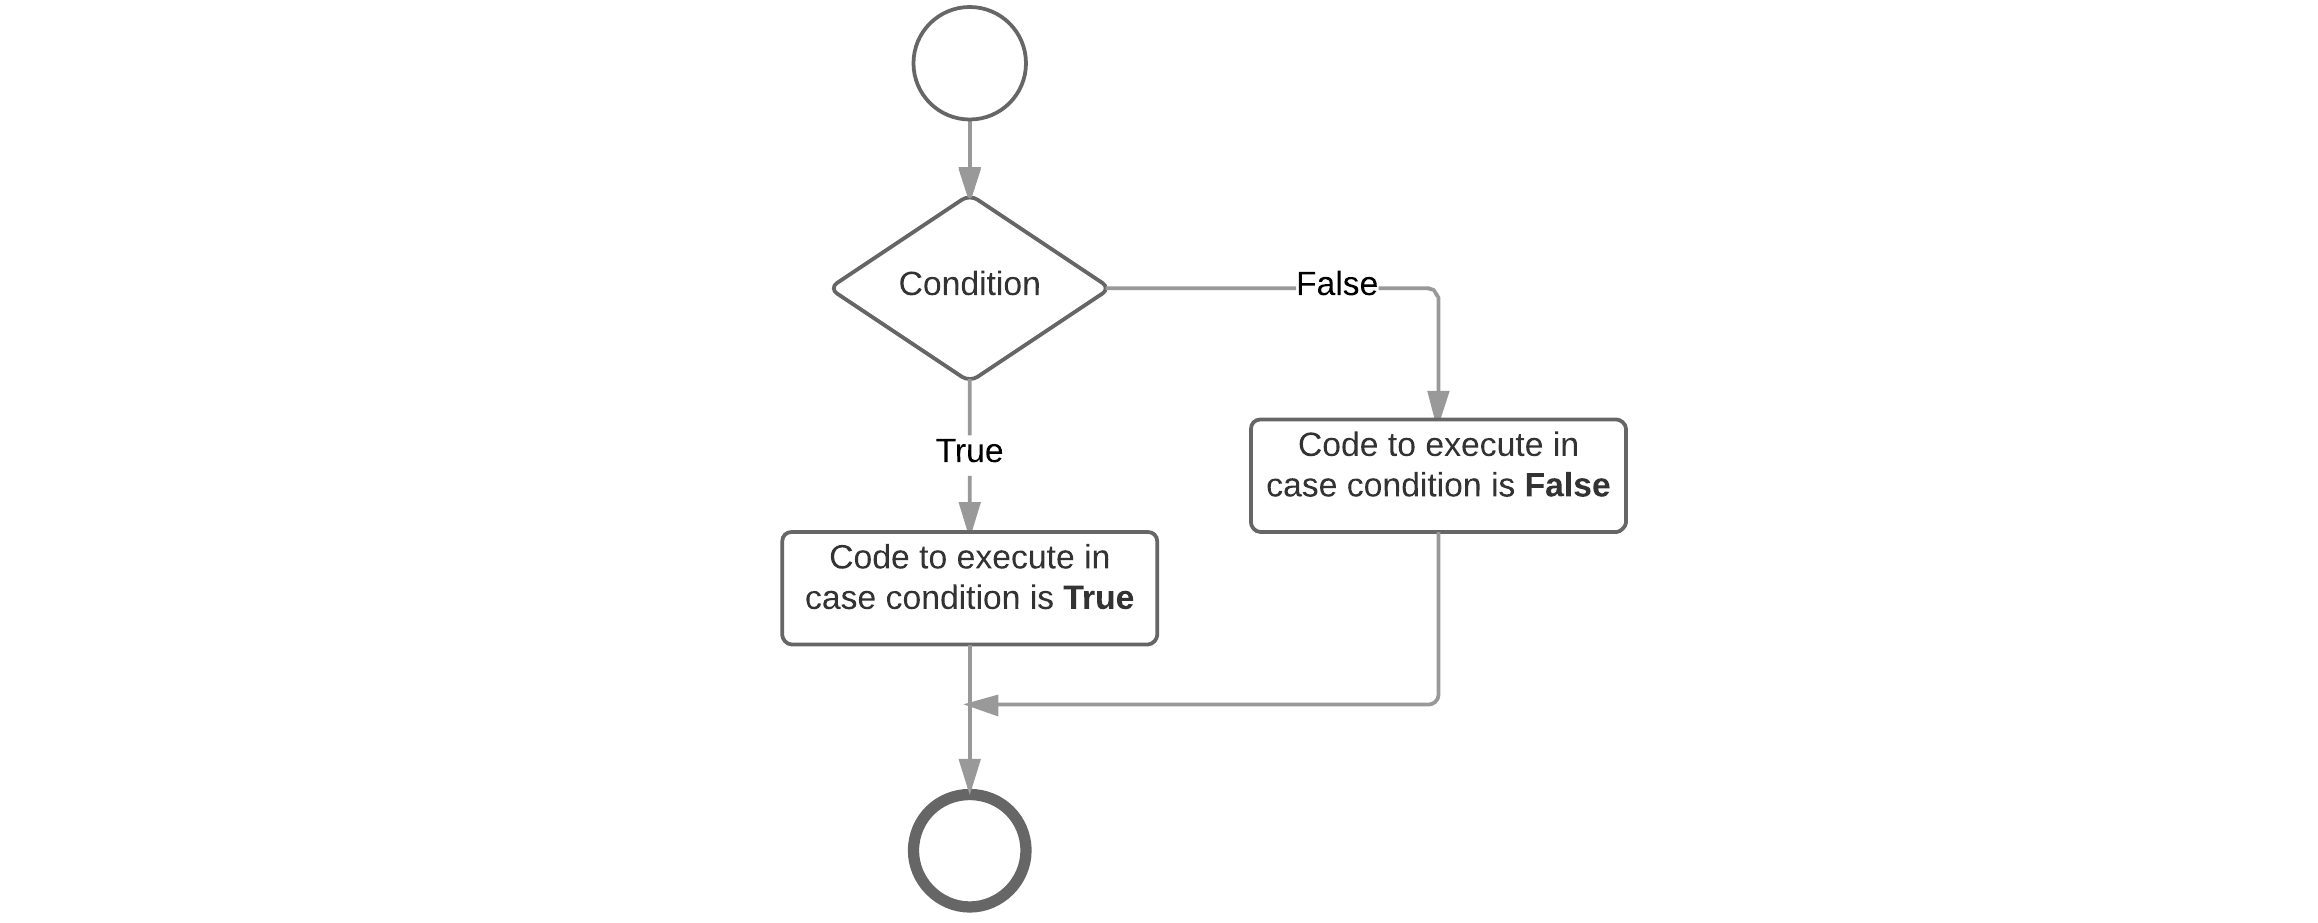 Condition
False
True
Code to execute in
case condition is False
Code to execute in
case condition is True